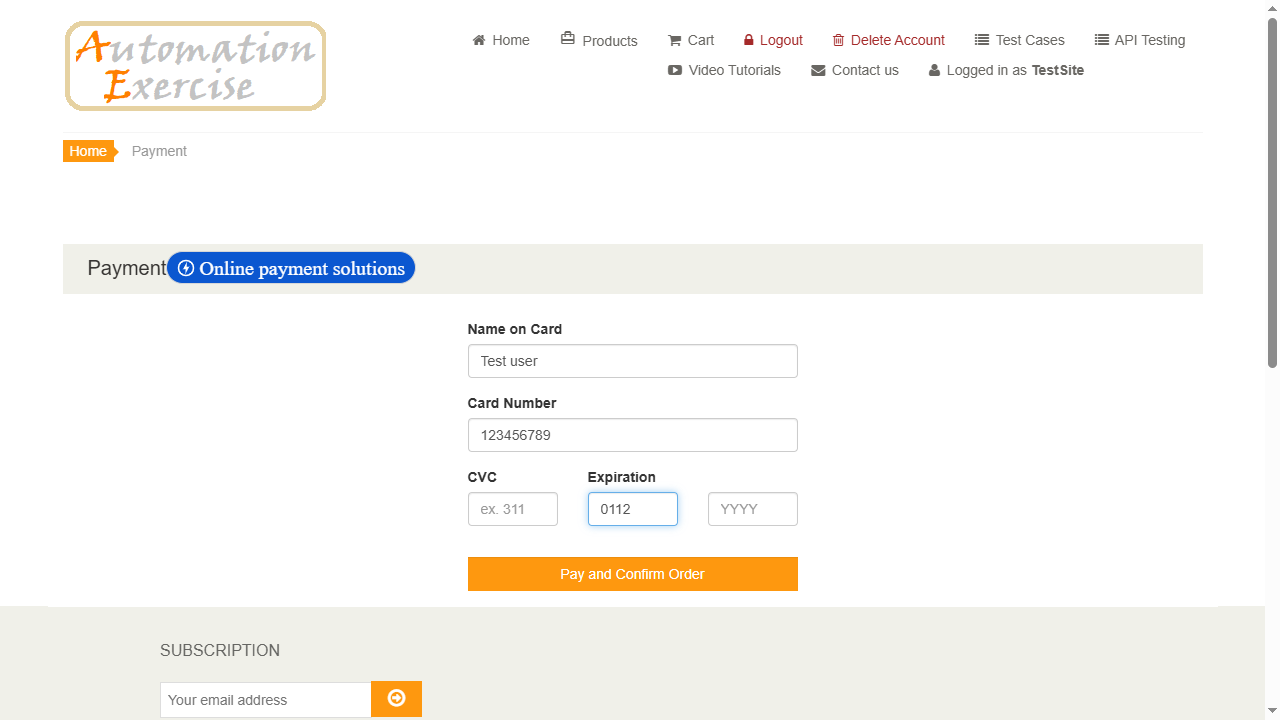 Automation
Exercise
Home
Products
Cart
Logout
Delete Account
Test Cases
API Testing
Video Tutorials
Contact us
Logged in as TestSite
Home
Payment
Payment
Online payment solutions
Name on Card
Test user
Card Number
123456789
CVC
Expiration
ex. 311
0112
YYYY
Pay and Confirm Order
SUBSCRIPTION
Your email address